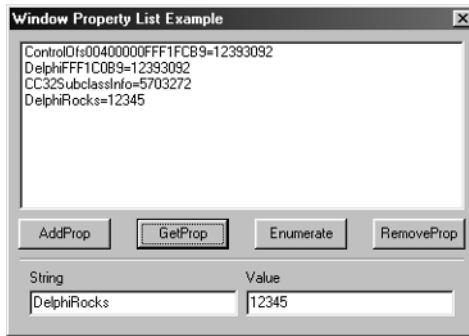 Window Property List Example
ControlOfs00400000FFF1FCB9=12393092
DelphiFFF1C0B9=12393092
CC32SubclassInfo=5703272
DelphiRocks=12345
AddProp GetProp Enumerate RemoveProp
String Value
DelphiRocks 12345